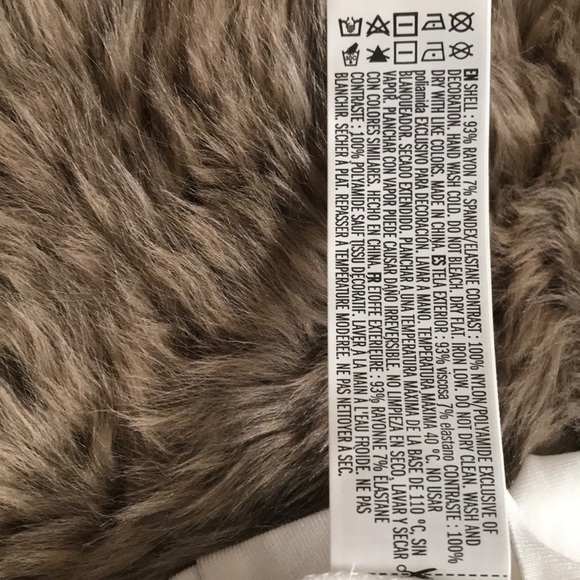 EN SHELL : 93% RAYON 7% SPANDEX/ELASTANE CONTRAST : 100% NYLON/POLYAMIDE EXCLUSIVE OF
DECORATION. HAND WASH COLD. DO NOT BLEACH. DRY FLAT. IRON LOW. DO NOT DRY CLEAN. WASH AND
DRY WITH LIKE COLORS. MADE IN CHINA. ES TELA EXTERIOR : 93% viscosa 7% elastano CONTRASTE : 100%
poliamida EXCLUSIVO PARA DECORACIÓN. LAVAR A MANO. TEMPERATURA MÁXIMA 40 °C. NO USAR
BLANQUEADOR. SECADO EXTENDIDO. PLANCHAR A UNA TEMPERATURA MÁXIMA DE LA BASE DE 110 °C, SIN
VAPOR. PLANCHAR CON VAPOR PUEDE CAUSAR DAÑO IRREVERSIBLE. NO LIMPIEZA EN SECO. LAVAR Y SECAR
CON COLORES SIMILARES. HECHO EN CHINA. FR ÉTOFFE EXTÉRIEURE : 93% RAYONNE 7% ÉLASTANE
CONTRASTE : 100% POLYAMIDE SAUF TISSU DÉCORATIF. LAVER À LA MAIN À L'EAU FROIDE. NE PAS
BLANCHIR. SÉCHER À PLAT. REPASSER À TEMPÉRATURE MODÉRÉE. NE PAS NETTOYER À SEC.